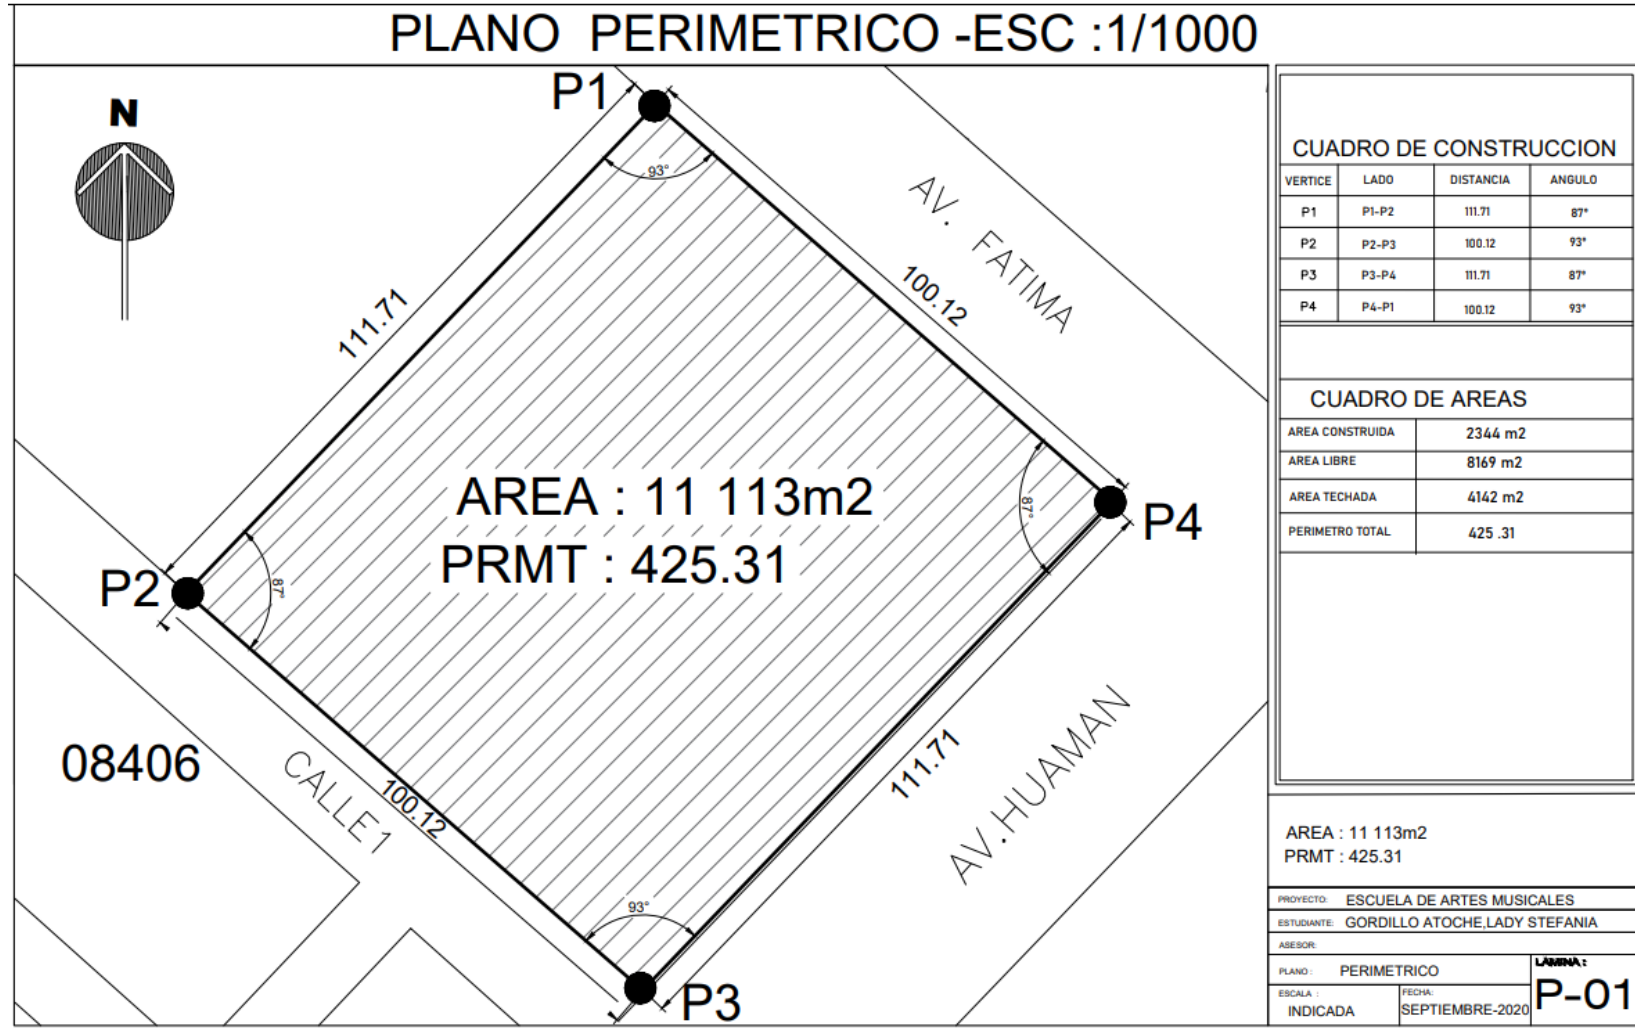 PLANO PERIMETRICO -ESC :1/1000
N
P1
93°
AV. FATIMA
100.12
111.71
87°
P4
AREA : 11 113m2
PRMT : 425.31
P2
87°
08406
CALLE 1
100.12
111.71
AV.HUAMAN
93°
P3
CUADRO DE CONSTRUCCION
VERTICE LADO DISTANCIA ANGULO
P1 P1-P2 111.71 87°
P2 P2-P3 100.12 93°
P3 P3-P4 111.71 87°
P4 P4-P1 100.12 93°
CUADRO DE AREAS
AREA CONSTRUIDA 2344 m2
AREA LIBRE 8169 m2
AREA TECHADA 4142 m2
PERIMETRO TOTAL 425 .31
AREA : 11 113m2
PRMT : 425.31
PROYECTO: ESCUELA DE ARTES MUSICALES
ESTUDIANTE: GORDILLO ATOCHE,LADY STEFANIA
ASESOR:
PLANO : PERIMETRICO
LAMINA :
P-01
ESCALA : INDICADA
FECHA: SEPTIEMBRE-2020